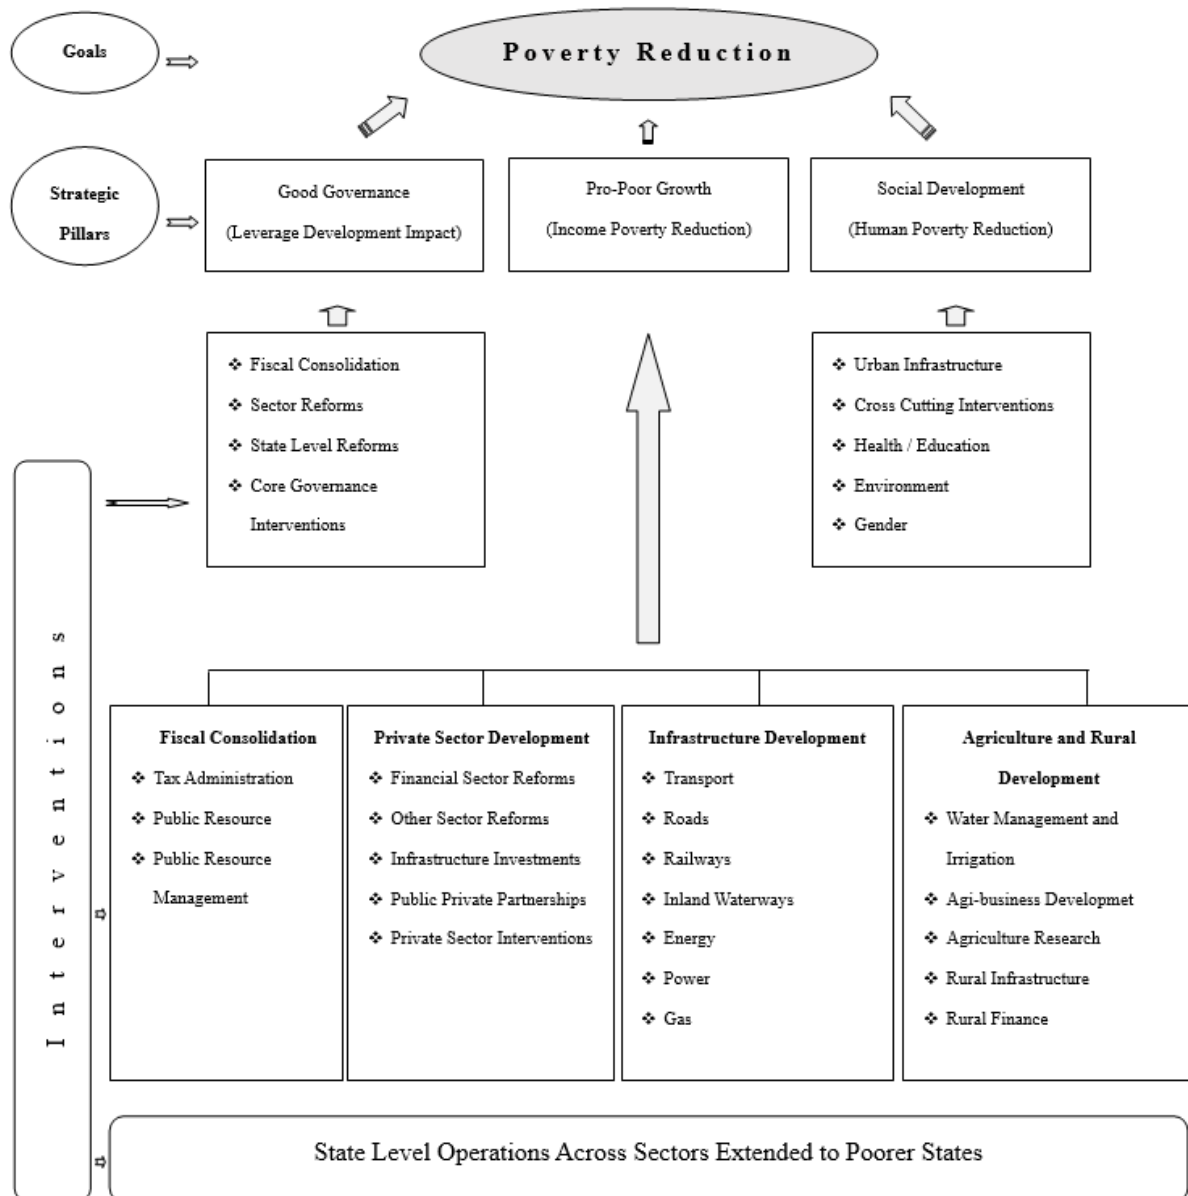 Goals
Poverty Reduction
Strategic
Pillars
Good Governance
(Leverage Development Impact)
Pro-Poor Growth
(Income Poverty Reduction)
Social Development
(Human Poverty Reduction)
❖ Fiscal Consolidation
❖ Sector Reforms
❖ State Level Reforms
❖ Core Governance
Interventions
❖ Urban Infrastructure
❖ Cross Cutting Interventions
❖ Health / Education
❖ Environment
❖ Gender
Interventions
Fiscal Consolidation
❖ Tax Administration
❖ Public Resource
❖ Public Resource
Management
Private Sector Development
❖ Financial Sector Reforms
❖ Other Sector Reforms
❖ Infrastructure Investments
❖ Public Private Partnerships
❖ Private Sector Interventions
Infrastructure Development
❖ Transport
❖ Roads
❖ Railways
❖ Inland Waterways
❖ Energy
❖ Power
❖ Gas
Agriculture and Rural
Development
❖ Water Management and
Irrigation
❖ Agi-business Developmet
❖ Agriculture Research
❖ Rural Infrastructure
❖ Rural Finance
State Level Operations Across Sectors Extended to Poorer States